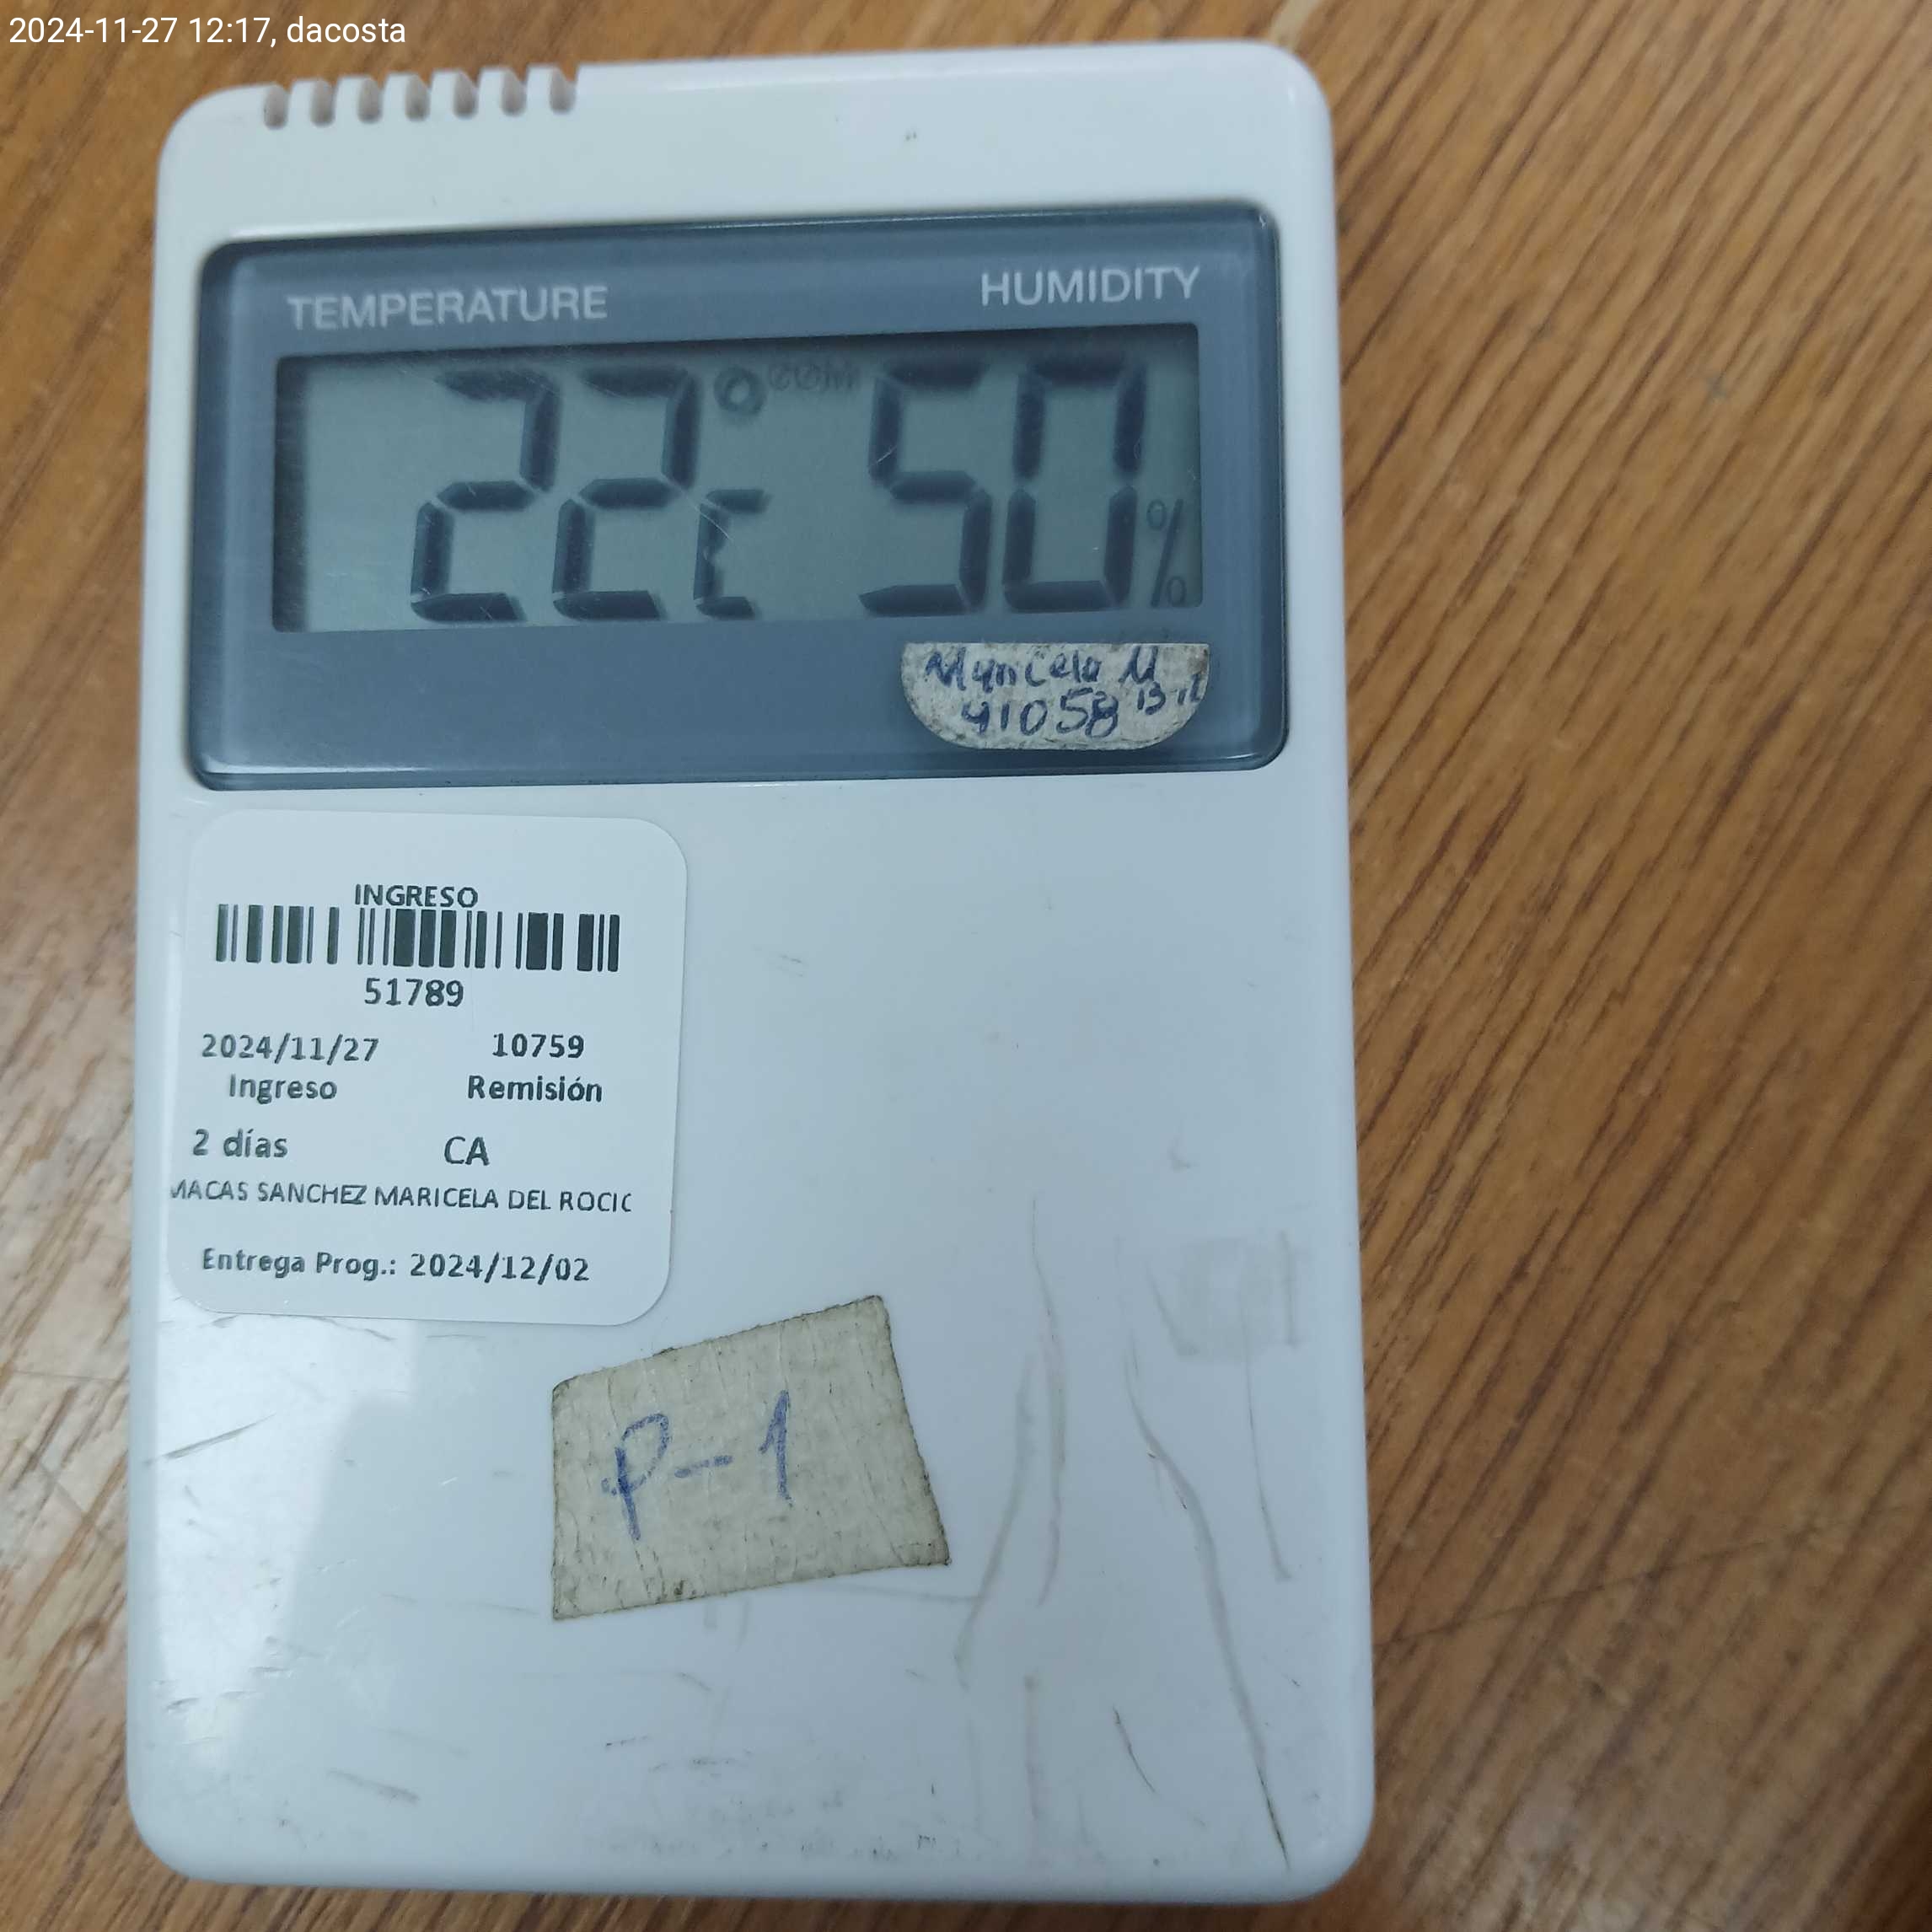 2024-11-27 12:17, dacosta
TEMPERATURE HUMIDITY
22°C 50%
Maricela M
41058
INGRESO
51789
2024/11/27 10759
Ingreso Remisión
2 días CA
MACAS SANCHEZ MARICELA DEL ROCIO
Entrega Prog.: 2024/12/02
P-1